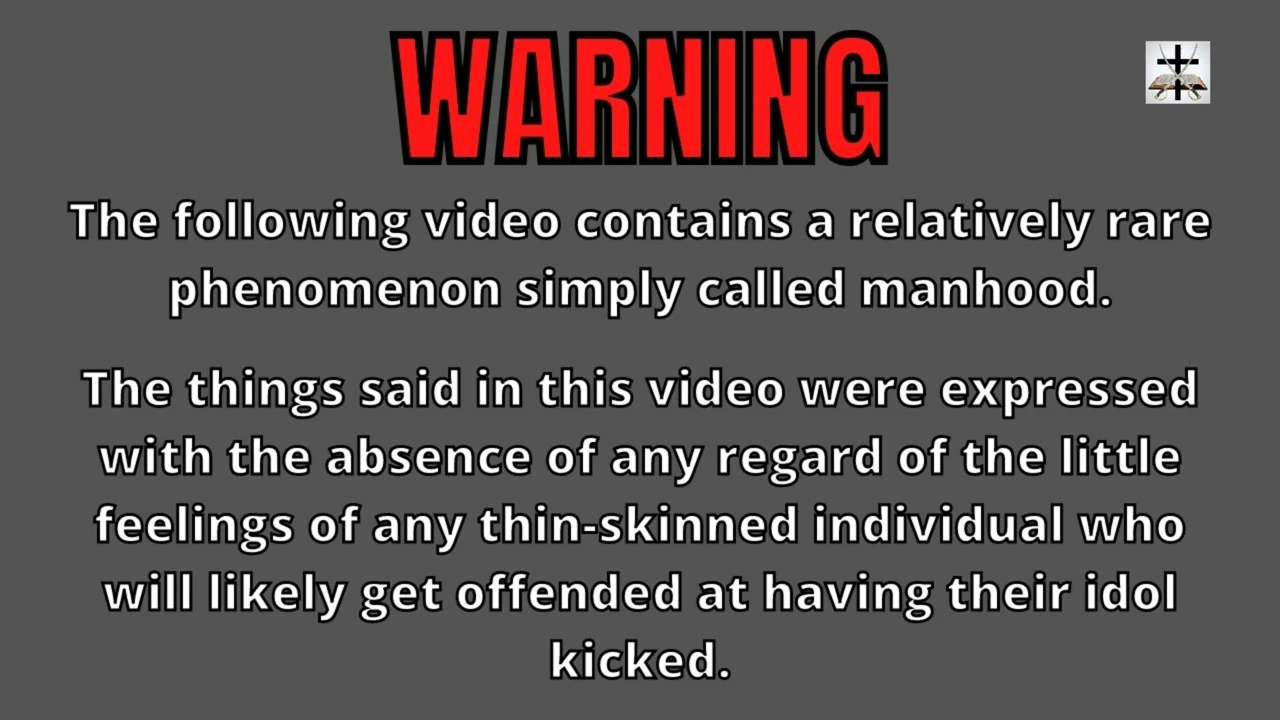 WARNING
The following video contains a relatively rare
phenomenon simply called manhood.
The things said in this video were expressed
with the absence of any regard of the little
feelings of any thin-skinned individual who
will likely get offended at having their idol
kicked.